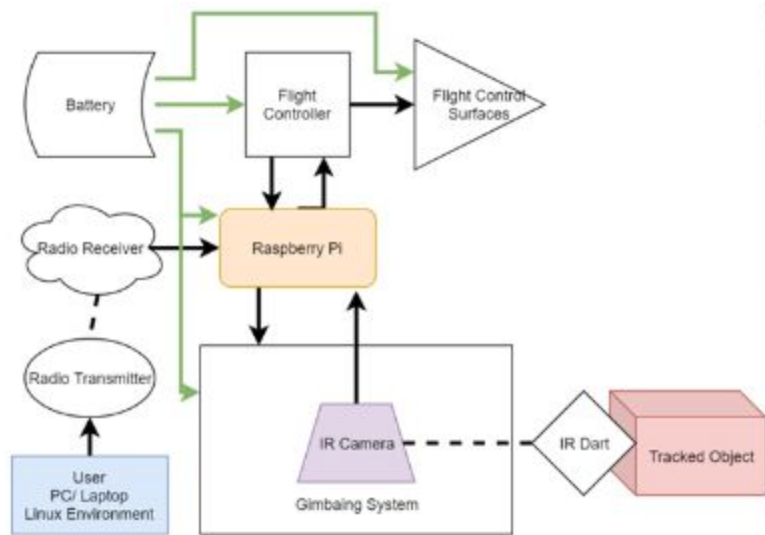 Battery
Flight
Controller
Flight Control
Surfaces
Radio Receiver
Raspberry Pi
Radio Transmitter
IR Camera
IR Dart
Tracked Object
User
PC/ Laptop
Linux Environment
Gimbaing System